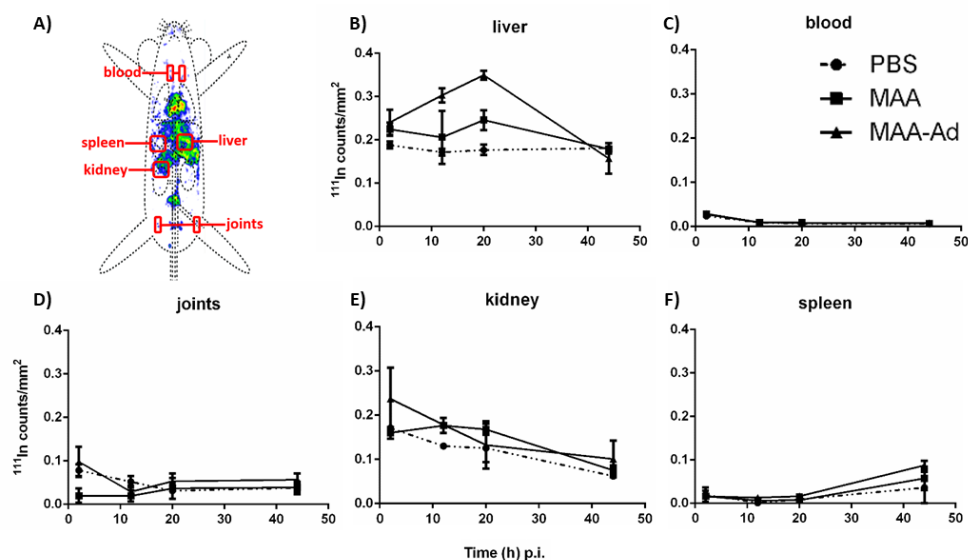 A)
blood
spleen
liver
kidney
joints
B)
liver
¹¹¹In counts/mm²
0.4
0.3
0.2
0.1
0.0
0 10 20 30 40 50
C)
blood
PBS
MAA
MAA-Ad
0.4
0.3
0.2
0.1
0.0
0 10 20 30 40 50
D)
joints
¹¹¹In counts/mm²
0.4
0.3
0.2
0.1
0.0
0 10 20 30 40 50
E)
kidney
0.4
0.3
0.2
0.1
0.0
0 10 20 30 40 50
Time (h) p.i.
F)
spleen
0.4
0.3
0.2
0.1
0.0
0 10 20 30 40 50